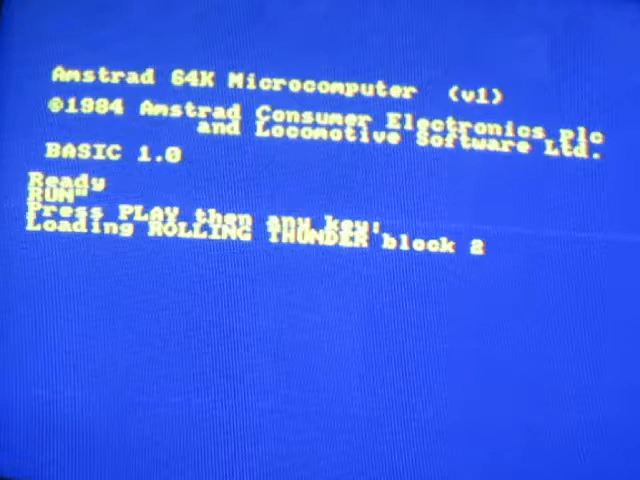 Amstrad 64K Microcomputer (v1)
©1984 Amstrad Consumer Electronics plc
and Locomotive Software Ltd.
BASIC 1.0
Ready
RUN"
Press PLAY then any key:
Loading ROLLING THUNDER block 2